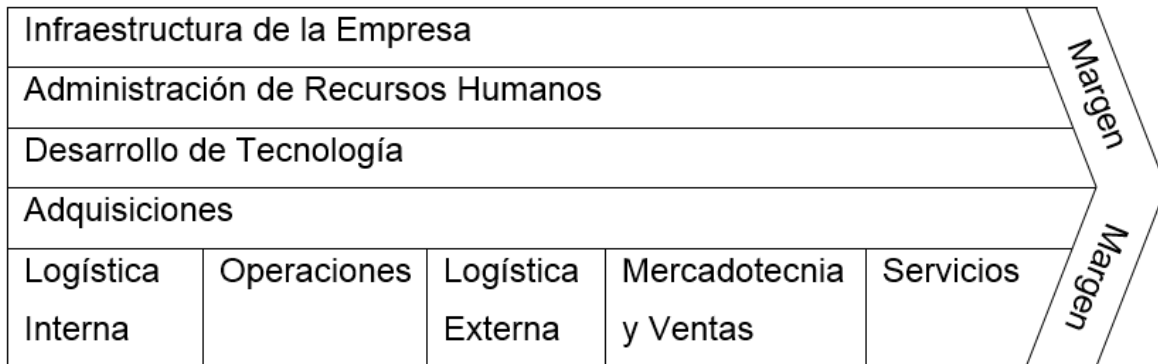 Infraestructura de la Empresa
Administración de Recursos Humanos
Desarrollo de Tecnología
Adquisiciones
Logística
Interna
Operaciones
Logística
Externa
Mercadotecnia
y Ventas
Servicios
Margen
Margen